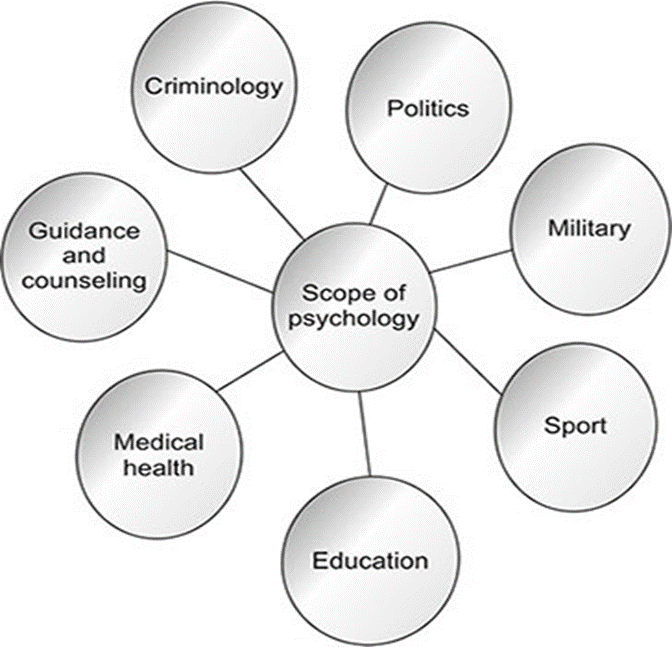 Criminology
Politics
Military
Guidance
and
counseling
Scope of
psychology
Sport
Medical
health
Education